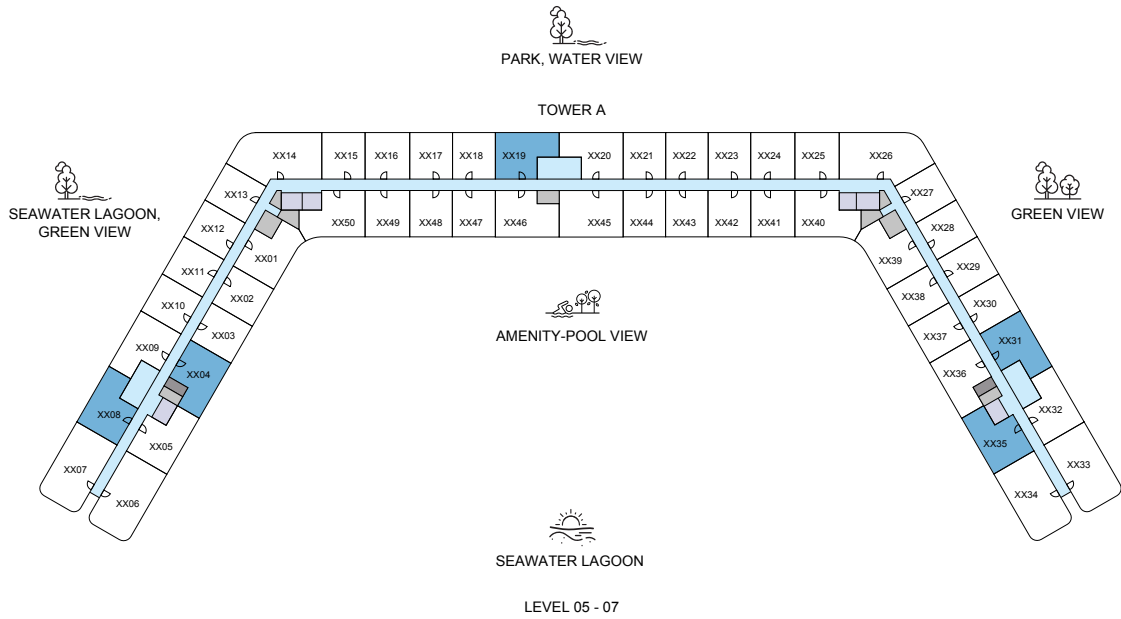 PARK, WATER VIEW
TOWER A
XX14
XX15
XX16
XX17
XX18
XX19
XX20
XX21
XX22
XX23
XX24
XX25
XX26
XX13
XX27
SEAWATER LAGOON,
GREEN VIEW
GREEN VIEW
XX12
XX50
XX49
XX48
XX47
XX46
XX45
XX44
XX43
XX42
XX41
XX40
XX28
XX01
XX39
XX11
XX29
XX02
XX38
XX10
XX30
XX03
XX37
AMENITY-POOL VIEW
XX09
XX31
XX04
XX36
XX08
XX32
XX05
XX35
XX07
XX33
XX06
XX34
SEAWATER LAGOON
LEVEL 05 - 07